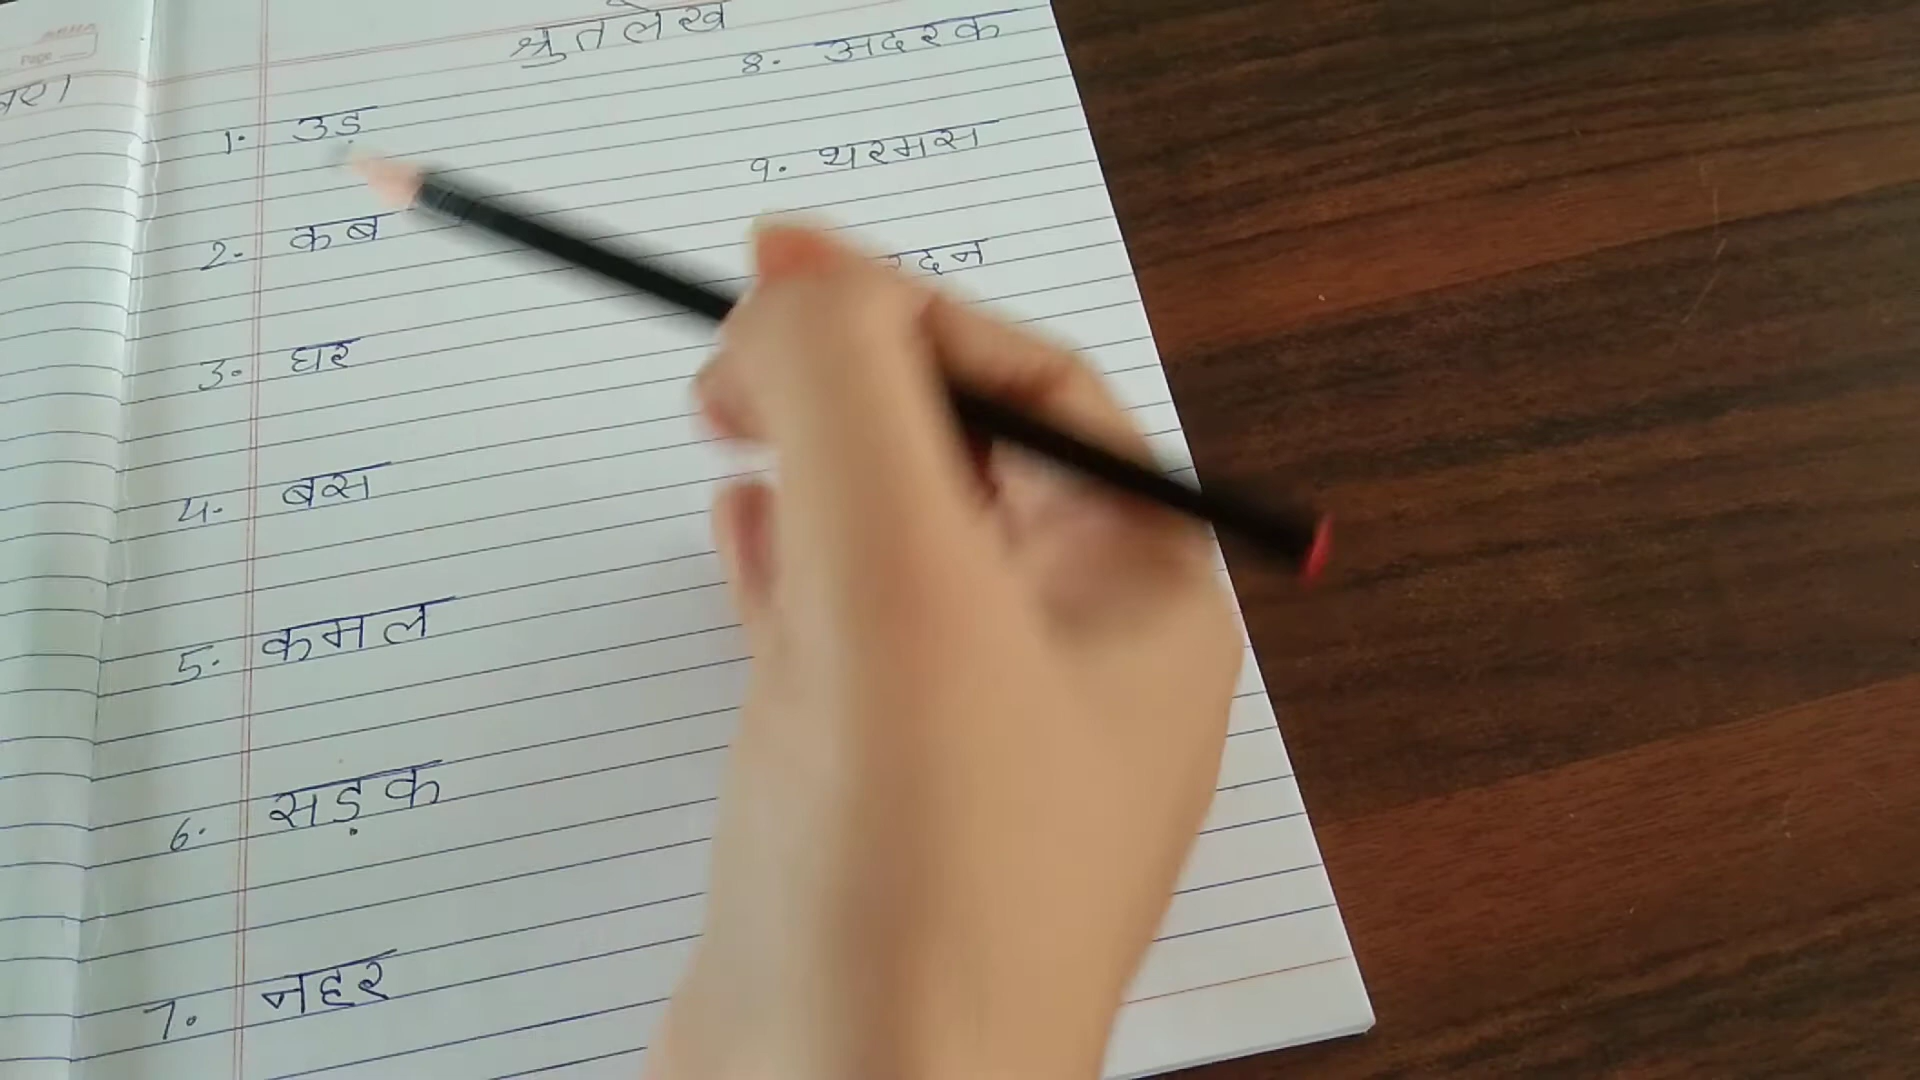 श्रुतलेख
1. उड़
2. कब
3. घर
4. बस
5. कमल
6. सड़क
7. नहर
8. अदरक
9. थरमस
Page